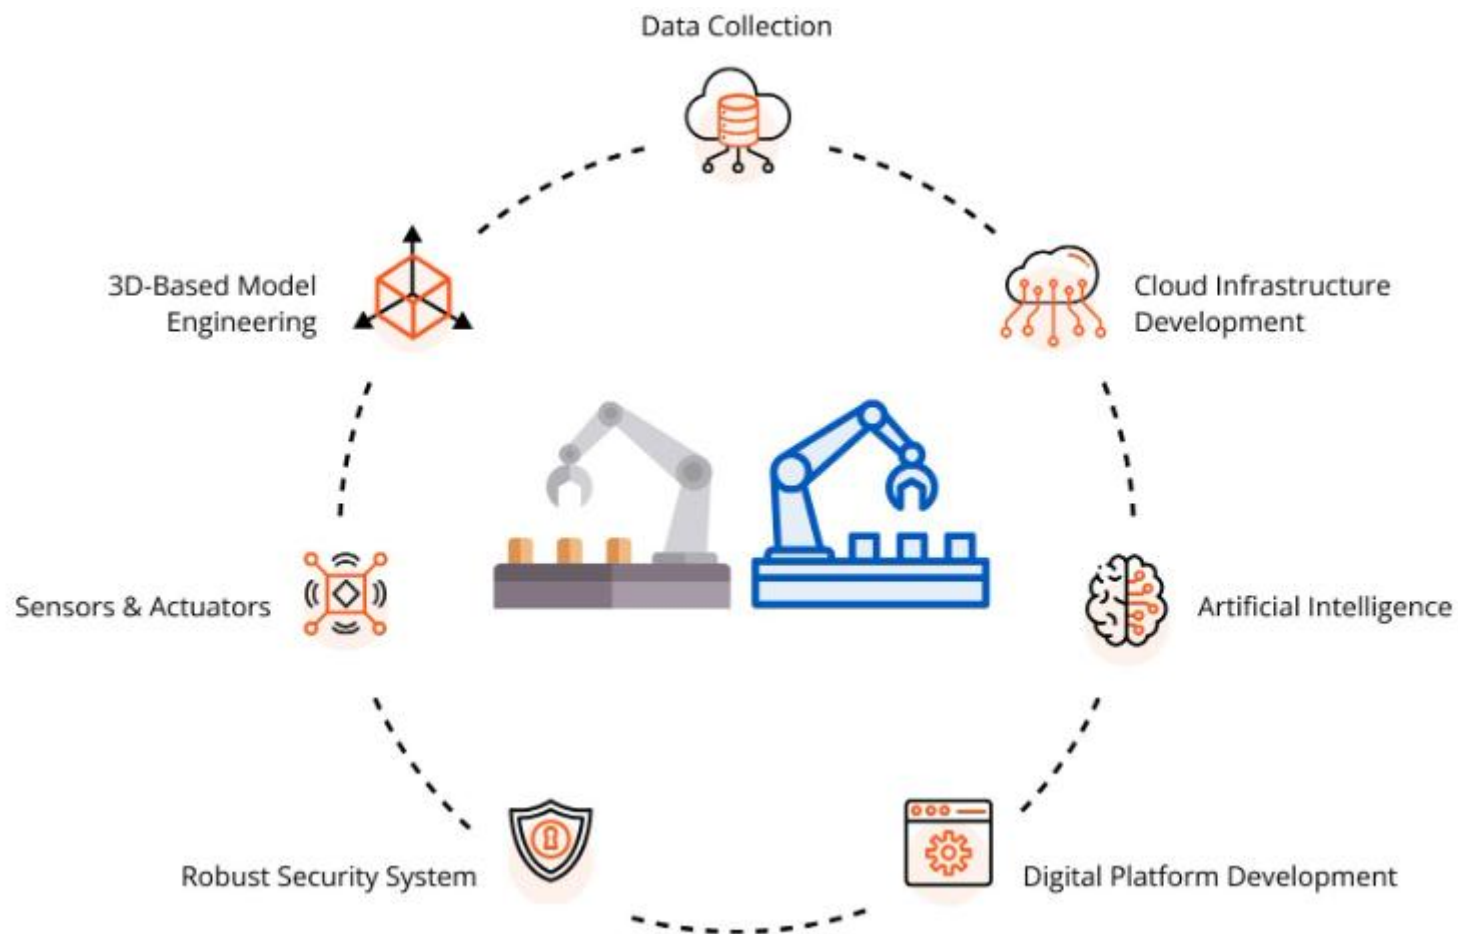 Data Collection
3D-Based Model
Engineering
Cloud Infrastructure
Development
Sensors & Actuators
Artificial Intelligence
Robust Security System
Digital Platform Development